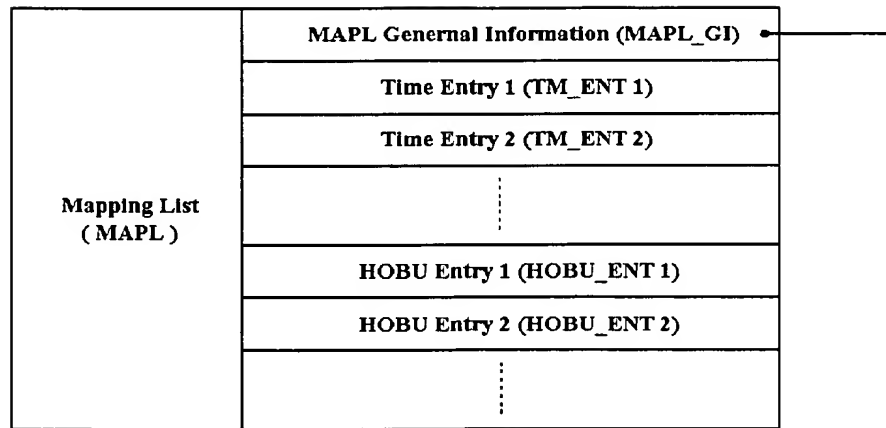 MAPL Genernal Information (MAPL_GI)
Time Entry 1 (TM_ENT 1)
Time Entry 2 (TM_ENT 2)
Mapping List
( MAPL )
HOBU Entry 1 (HOBU_ENT 1)
HOBU Entry 2 (HOBU_ENT 2)